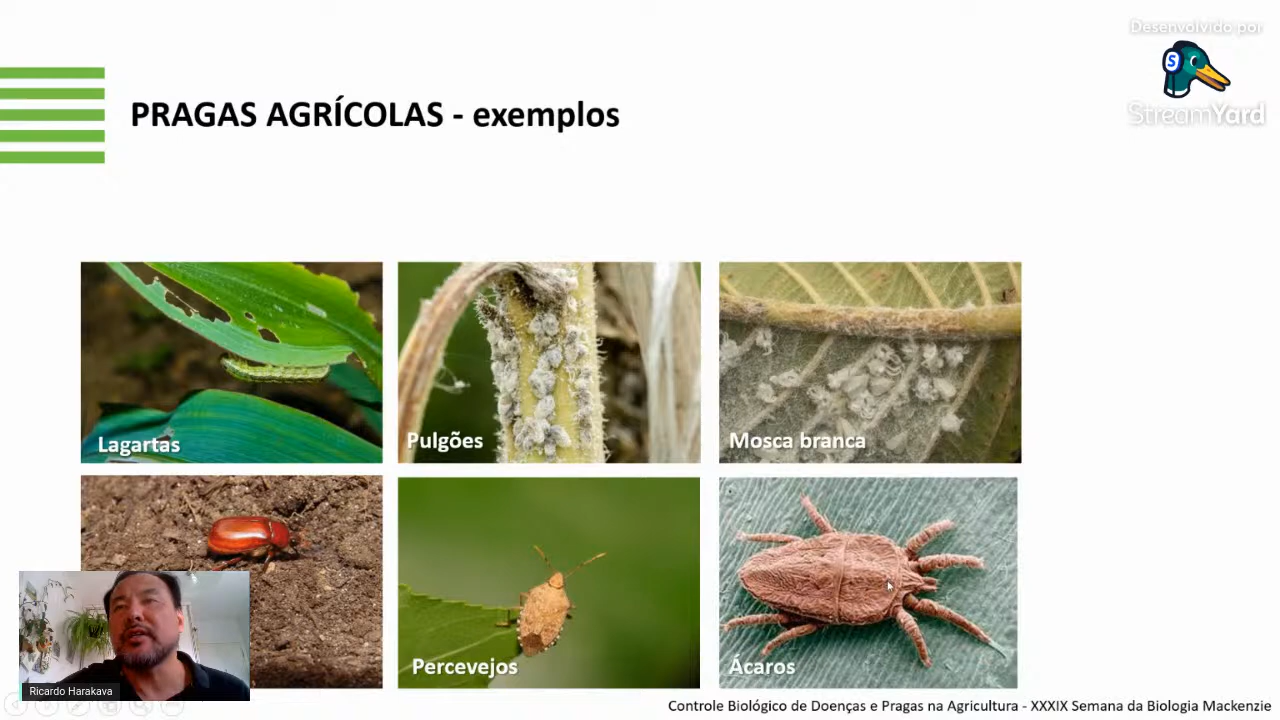 Desenvolvido por
StreamYard
PRAGAS AGRÍCOLAS - exemplos
Lagartas
Pulgões
Mosca branca
Percevejos
Ácaros
Ricardo Harakava
Controle Biológico de Doenças e Pragas na Agricultura - XXXIX Semana da Biologia Mackenzie